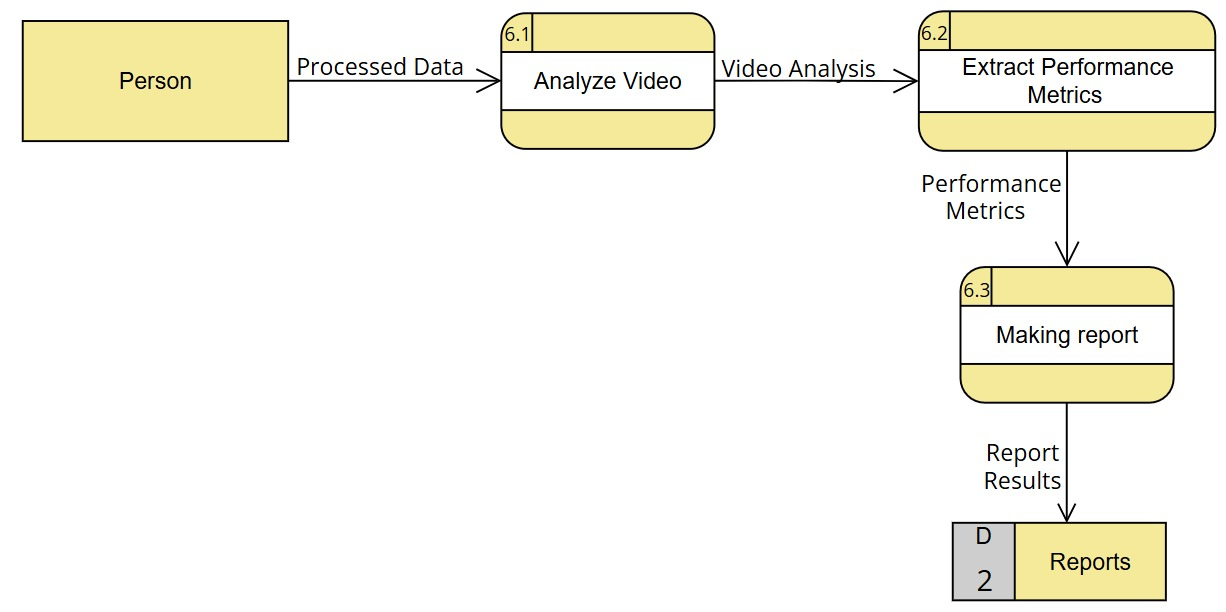 6.1
6.2
Person
Processed Data
Analyze Video
Video Analysis
Extract Performance
Metrics
Performance
Metrics
6.3
Making report
Report
Results
D
2
Reports